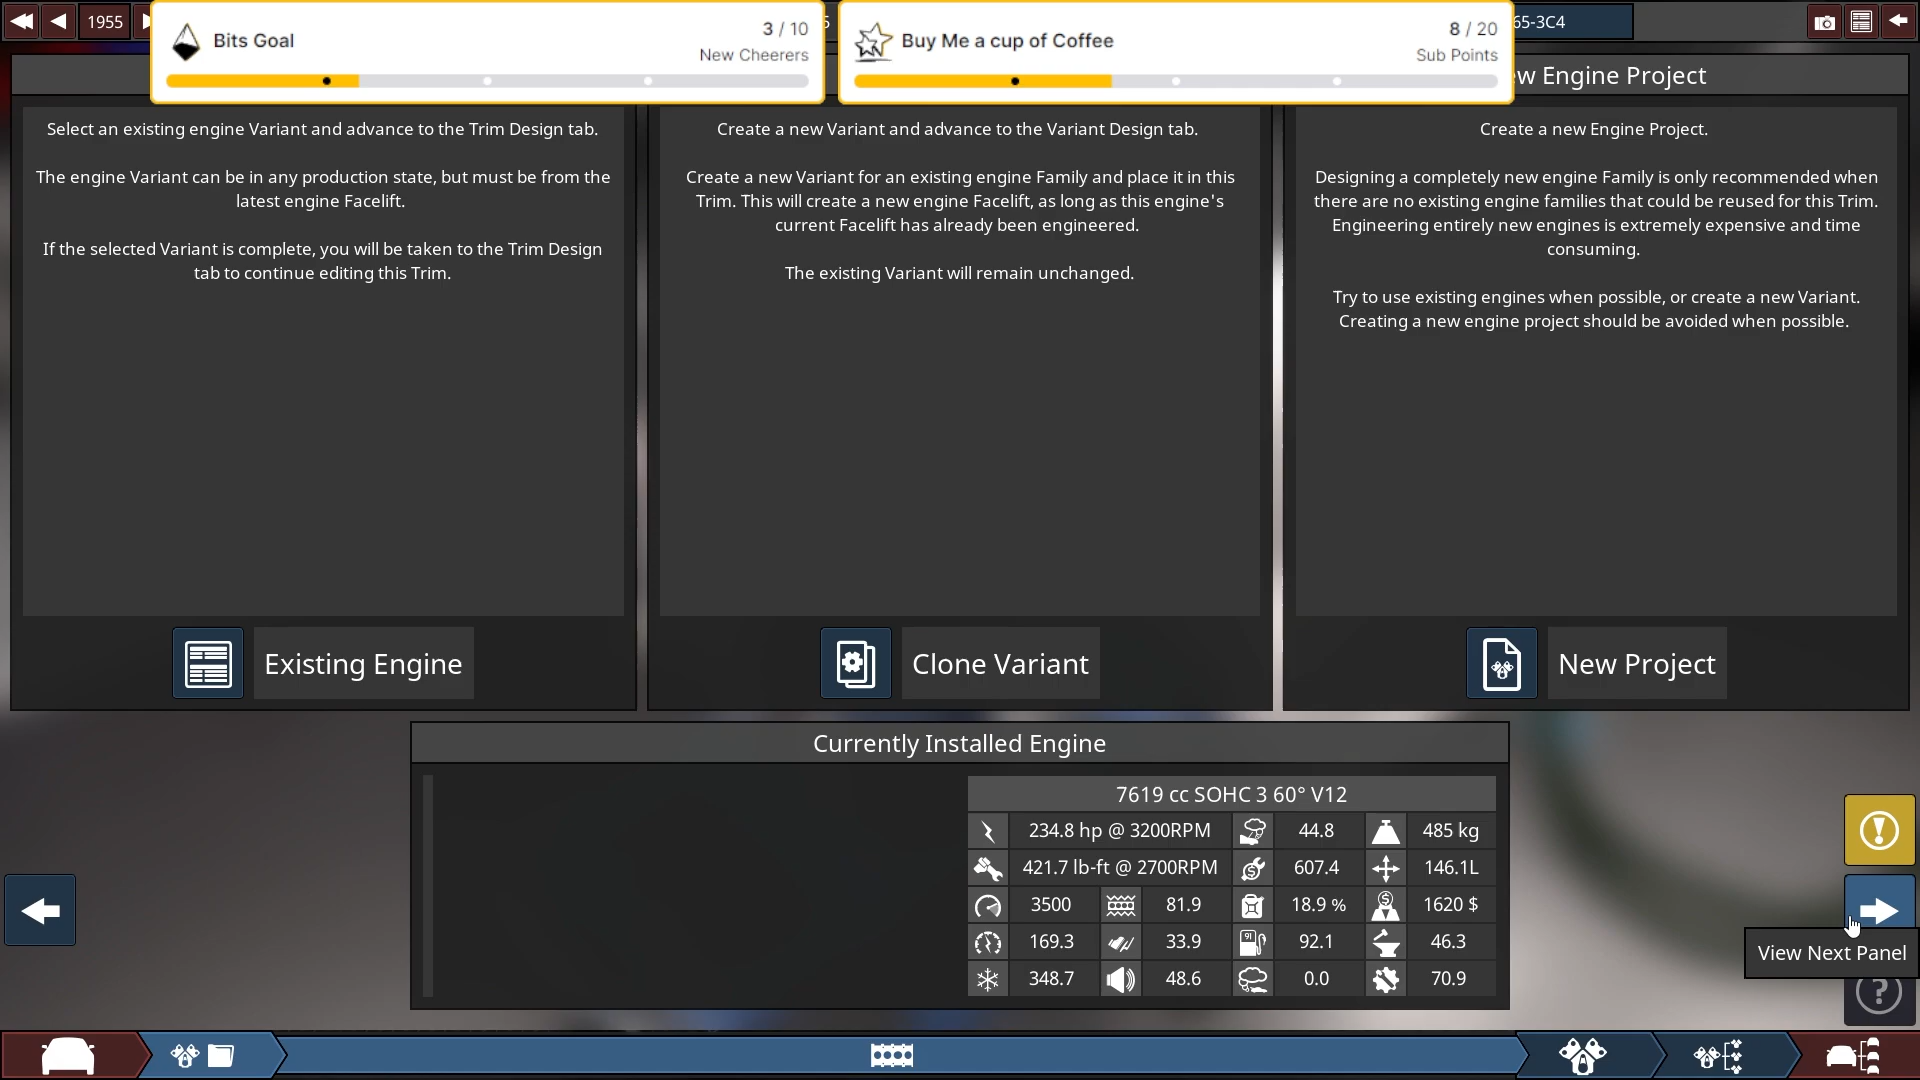 1955
Bits Goal
3 / 10
New Cheerers
Buy Me a cup of Coffee
8 / 20
Sub Points
5
65-3C4
ew Engine Project
Select an existing engine Variant and advance to the Trim Design tab.
The engine Variant can be in any production state, but must be from the
latest engine Facelift.
If the selected Variant is complete, you will be taken to the Trim Design
tab to continue editing this Trim.
Existing Engine
Create a new Variant and advance to the Variant Design tab.
Create a new Variant for an existing engine Family and place it in this
Trim. This will create a new engine Facelift, as long as this engine's
current Facelift has already been engineered.
The existing Variant will remain unchanged.
Clone Variant
Create a new Engine Project.
Designing a completely new engine Family is only recommended when
there are no existing engine families that could be reused for this Trim.
Engineering entirely new engines is extremely expensive and time
consuming.
Try to use existing engines when possible, or create a new Variant.
Creating a new engine project should be avoided when possible.
New Project
Currently Installed Engine
7619 cc SOHC 3 60° V12
234.8 hp @ 3200RPM 44.8 485 kg
421.7 lb-ft @ 2700RPM 607.4 146.1L
3500 81.9 18.9 % 1620 $
169.3 33.9 91 92.1 46.3
348.7 48.6 0.0 70.9
View Next Panel